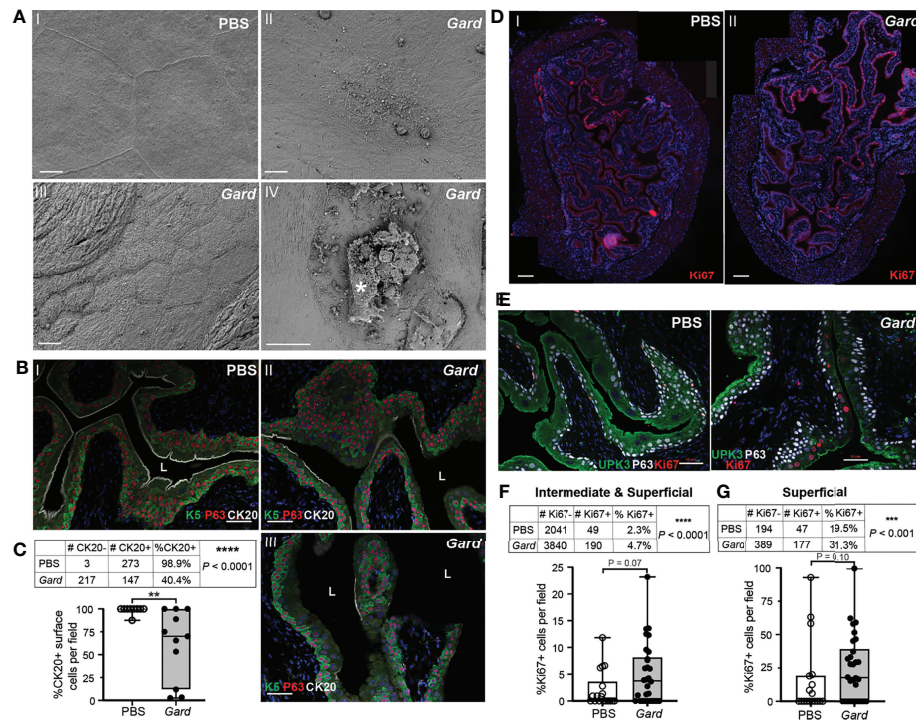 A
I
PBS
II
Gard
III
Gard
IV
Gard
*
B
I
PBS
L
K5 P63 CK20
II
Gard
L
K5 P63 CK20
III
Gard
L
L
K5 P63 CK20
C
# CK20- # CK20+ %CK20+ ****
PBS 3 273 98.9% P < 0.0001
Gard 217 147 40.4%
**
%CK20+ surface
cells per field
100
75
50
25
0
PBS Gard
D
I
PBS
Ki67
II
Gard
Ki67
E
PBS
UPK3 P63 Ki67
Gard
UPK3 P63
Ki67
F
Intermediate & Superficial
# Ki67- # Ki67+ % Ki67+ ****
PBS 2041 49 2.3% P < 0.0001
Gard 3840 190 4.7%
P = 0.07
%Ki67+ cells per field
25
20
15
10
5
0
PBS Gard
G
Superficial
# Ki67- # Ki67+ % Ki67+ ***
PBS 194 47 19.5% P < 0.001
Gard 389 177 31.3%
P = 0.10
%Ki67+ cells per field
100
75
50
25
0
PBS Gard